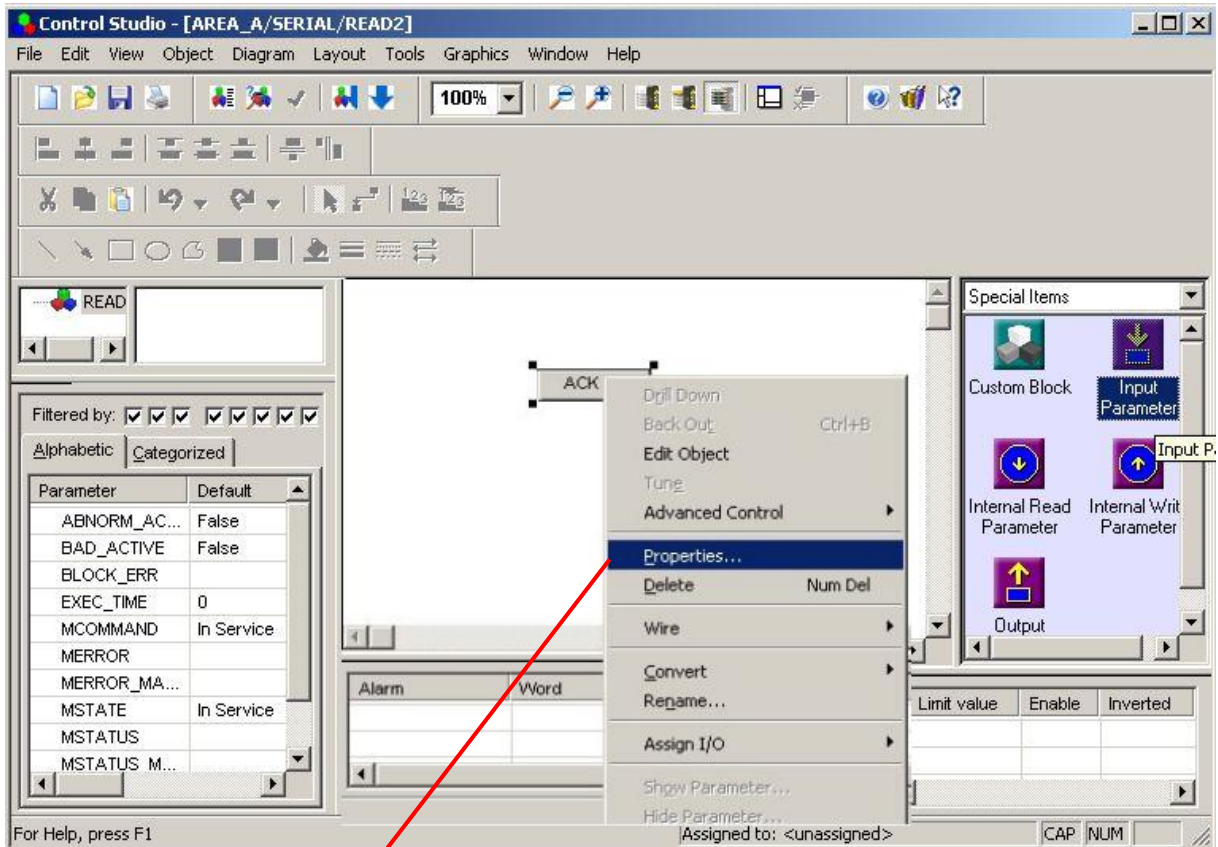 Control Studio - [AREA_A/SERIAL/READ2]
File Edit View Object Diagram Layout Tools Graphics Window Help
100%
READ
Filtered by:
Alphabetic Categorized
Parameter Default
ABNORM_AC... False
BAD_ACTIVE False
BLOCK_ERR
EXEC_TIME 0
MCOMMAND In Service
MERROR
MERROR_MA...
MSTATE In Service
MSTATUS
MSTATUS_M...
ACK
Drill Down
Back Out Ctrl+B
Edit Object
Tune
Advanced Control
Properties...
Delete Num Del
Wire
Convert
Rename...
Assign I/O
Show Parameter...
Hide Parameter...
Alarm Word
Limit value Enable Inverted
Special Items
Custom Block
Input
Parameter
Input Pa
Internal Read
Parameter
Internal Writ
Parameter
Output
For Help, press F1
Assigned to: <unassigned>
CAP NUM